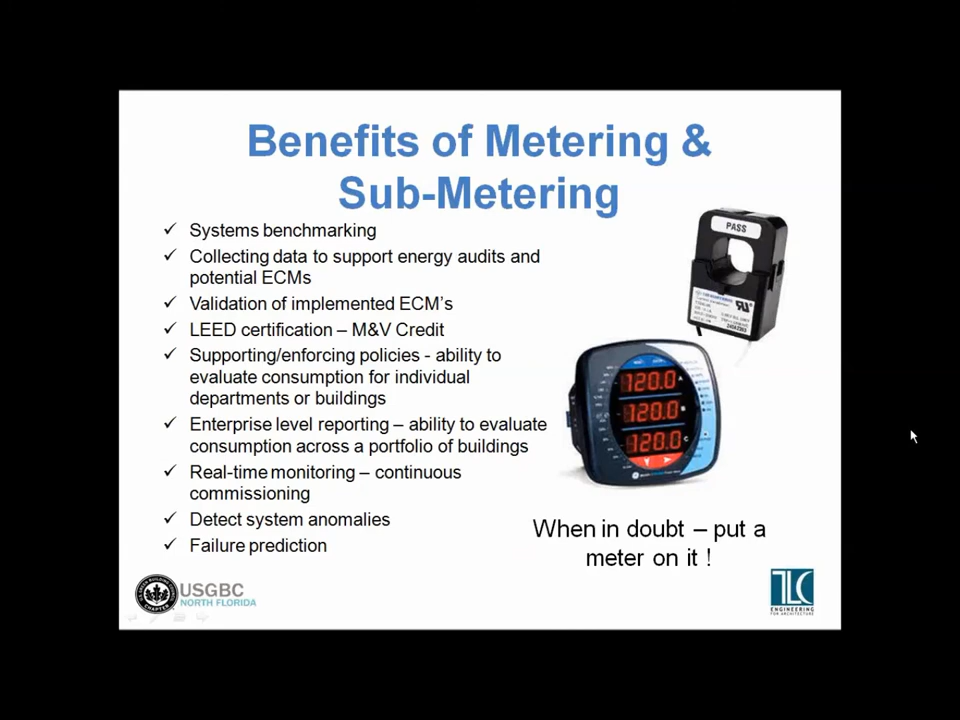 Benefits of Metering &
Sub-Metering
✓ Systems benchmarking
✓ Collecting data to support energy audits and
potential ECMs
✓ Validation of implemented ECM's
✓ LEED certification – M&V Credit
✓ Supporting/enforcing policies - ability to
evaluate consumption for individual
departments or buildings
✓ Enterprise level reporting – ability to evaluate
consumption across a portfolio of buildings
✓ Real-time monitoring – continuous
commissioning
✓ Detect system anomalies
✓ Failure prediction
PASS
120.0
120.0
120.0
When in doubt – put a
meter on it !
USGBC
NORTH FLORIDA
CHAPTER
TLC
ENGINEERING
FOR ARCHITECTURE